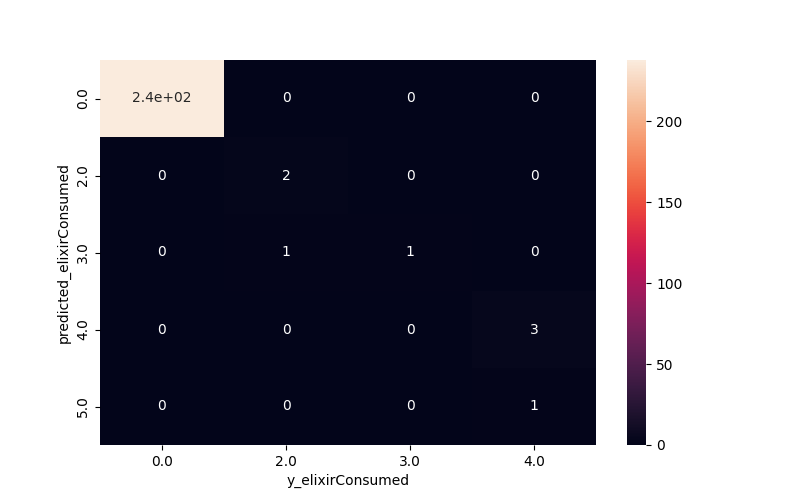 predicted_elixirConsumed
0.0 2.4e+02 0 0 0
2.0 0 2 0 0
3.0 0 1 1 0
4.0 0 0 0 3
5.0 0 0 0 1
0.0 2.0 3.0 4.0
y_elixirConsumed
200
150
100
50
0